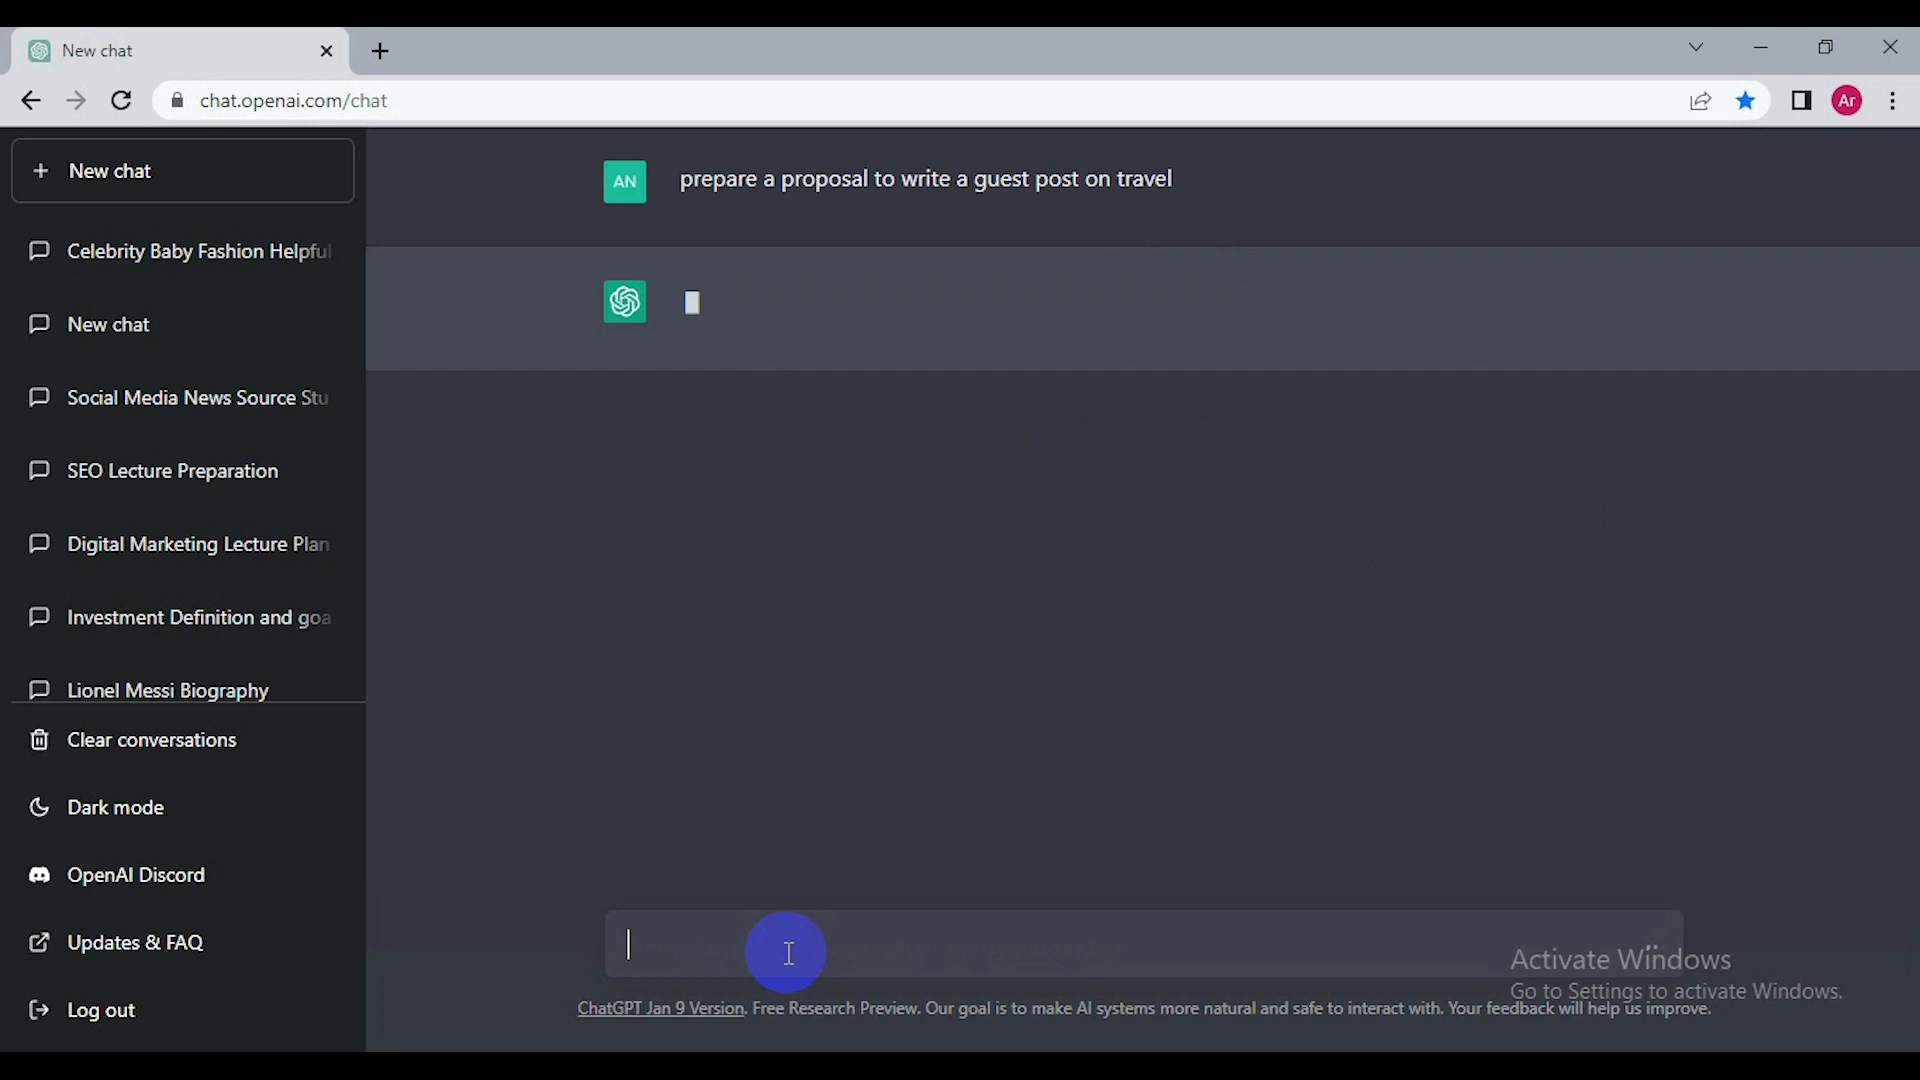 New chat
chat.openai.com/chat
Ar
New chat
Celebrity Baby Fashion Helpful
New chat
Social Media News Source Stu
SEO Lecture Preparation
Digital Marketing Lecture Plan
Investment Definition and goa
Lionel Messi Biography
Clear conversations
Dark mode
OpenAI Discord
Updates & FAQ
Log out
AN
prepare a proposal to write a guest post on travel
Activate Windows
Go to Settings to activate Windows.
ChatGPT Jan 9 Version. Free Research Preview. Our goal is to make AI systems more natural and safe to interact with. Your feedback will help us improve.